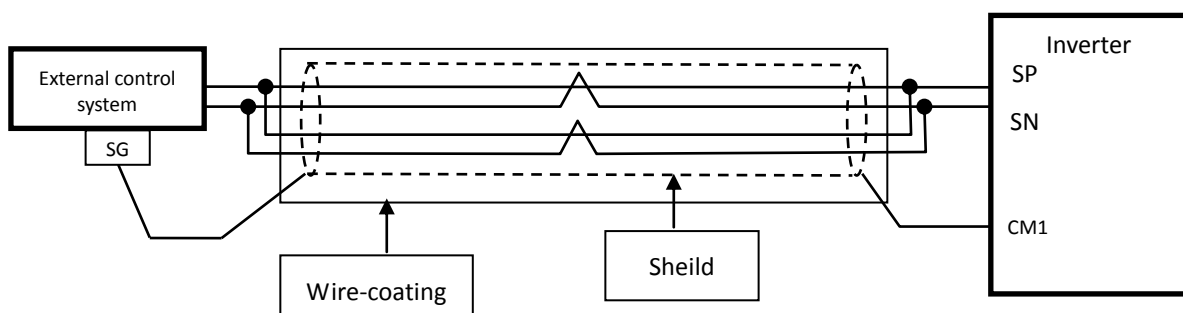 External control
system
SG
Wire-coating
Sheild
Inverter
SP
SN
CM1